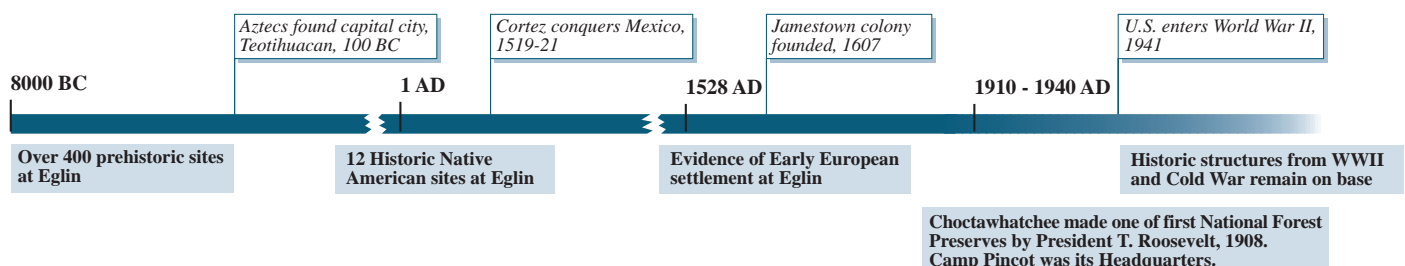 Aztecs found capital city,
Teotihuacan, 100 BC
Cortez conquers Mexico,
1519-21
Jamestown colony
founded, 1607
U.S. enters World War II,
1941
8000 BC
1 AD
1528 AD
1910 - 1940 AD
Over 400 prehistoric sites
at Eglin
12 Historic Native
American sites at Eglin
Evidence of Early European
settlement at Eglin
Historic structures from WWII
and Cold War remain on base
Choctawhatchee made one of first National Forest
Preserves by President T. Roosevelt, 1908.
Camp Pincot was its Headquarters.